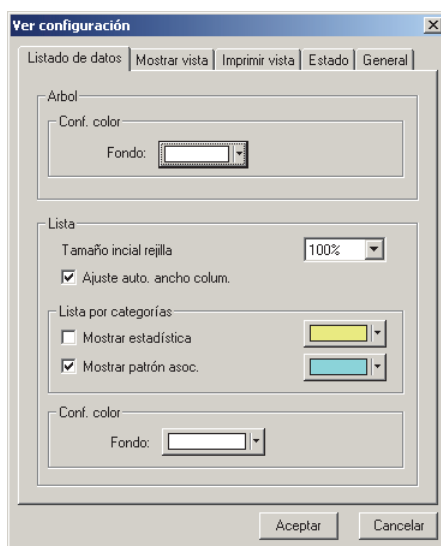 Ver configuración
Listado de datos Mostrar vista Imprimir vista Estado General
Arbol
Conf. color
Fondo:
Lista
Tamaño incial rejilla 100%
Ajuste auto. ancho colum.
Lista por categorías
Mostrar estadística
Mostrar patrón asoc.
Conf. color
Fondo:
Aceptar Cancelar